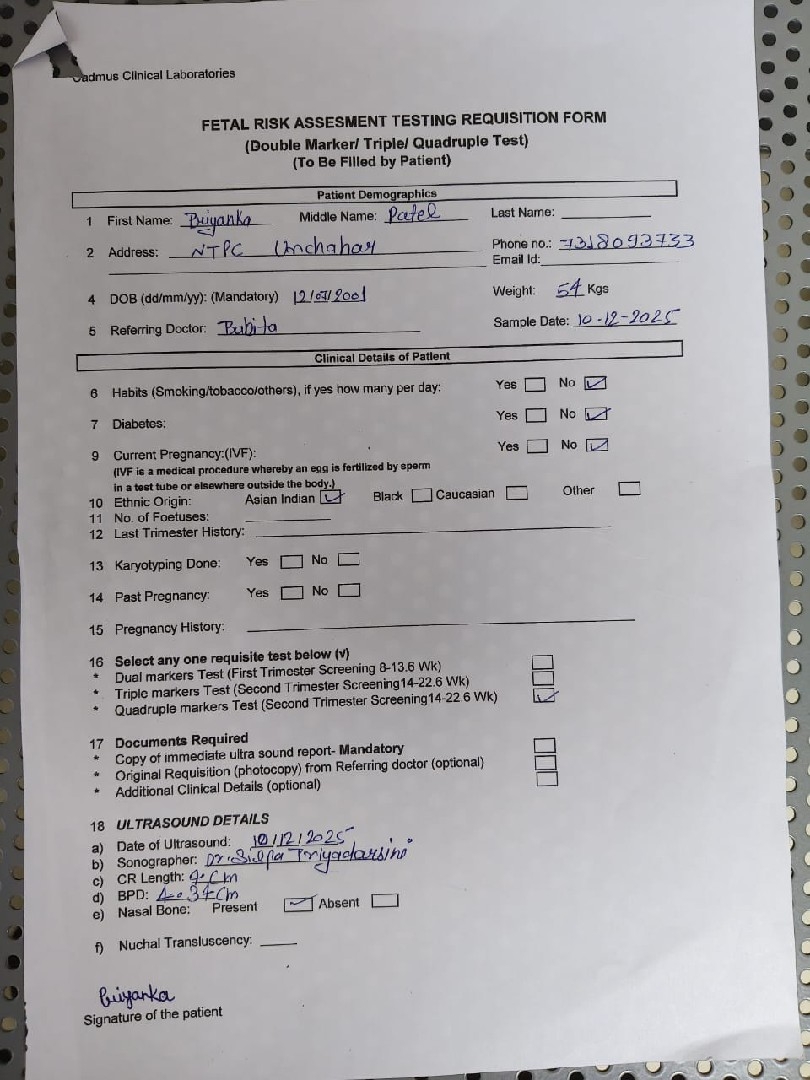 Cadmus Clinical Laboratories
FETAL RISK ASSESMENT TESTING REQUISITION FORM
(Double Marker/ Triple/ Quadruple Test)
(To Be Filled by Patient)
Patient Demographics
1 First Name: Priyanka Middle Name: Patel Last Name:
2 Address: NTPC Unchahar Phone no.: 7318093733
Email Id:
4 DOB (dd/mm/yy): (Mandatory) 12/07/2001 Weight: 54 Kgs
5 Referring Doctor: Sample Date: 10-12-2025
Clinical Details of Patient
6 Habits (Smoking/tobacco/others), if yes how many per day: Yes No
7 Diabetes: Yes No
9 Current Pregnancy:(IVF): Yes No
(IVF is a medical procedure whereby an egg is fertilized by sperm
in a test tube or elsewhere outside the body.)
10 Ethnic Origin: Asian Indian Black Caucasian Other
11 No. of Foetuses:
12 Last Trimester History:
13 Karyotyping Done: Yes No
14 Past Pregnancy: Yes No
15 Pregnancy History:
16 Select any one requisite test below (v)
* Dual markers Test (First Trimester Screening 8-13.6 Wk)
* Triple markers Test (Second Trimester Screening 14-22.6 Wk)
* Quadruple markers Test (Second Trimester Screening 14-22 6 Wk)
17 Documents Required
* Copy of immediate ultra sound report- Mandatory
* Original Requisition (photocopy) from Referring doctor (optional)
* Additional Clinical Details (optional)
18 ULTRASOUND DETAILS
a) Date of Ultrasound: 10/12/2025
b) Sonographer: Dr. Priyadarsini
c) CR Length: cm
d) BPD: cm
e) Nasal Bone: Present Absent
f) Nuchal Transluscency:
Priyanka
Signature of the patient